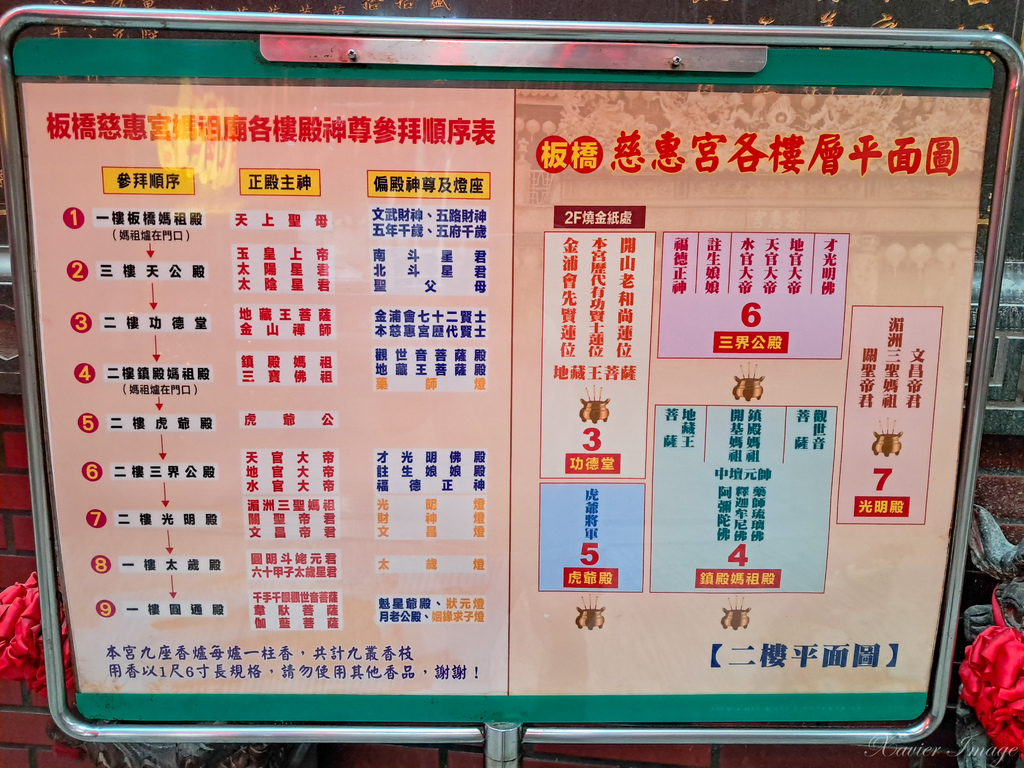 板橋慈惠宮媽祖廟各樓殿神尊參拜順序表
參拜順序
正殿主神
偏殿神尊及燈座
1 一樓板橋媽祖殿
(媽祖爐在門口)
天上聖母
文武財神、五路財神
五年千歲、五府千歲
2 三樓天公殿
玉皇上帝
太陽星君
太陰星君
南斗星君
北斗星君
聖父母
3 二樓功德堂
地藏王菩薩
金山禪師
金浦會七十二賢士
本慈惠宮歷代賢士
4 二樓鎮殿媽祖殿
(媽祖爐在門口)
鎮殿媽祖
三寶佛祖
觀世音菩薩殿
地藏王菩薩殿
藥師燈
5 二樓虎爺殿
虎爺公
6 二樓三界公殿
天官大帝
地官大帝
水官大帝
才光明佛殿
註生娘娘殿
福德正神
7 二樓光明殿
湄洲三聖媽祖
關聖帝君
文昌帝君
光明燈
財神燈
文昌燈
8 一樓太歲殿
圓明斗姥元君
六十甲子太歲星君
太歲燈
9 一樓圓通殿
千手千眼觀世音菩薩
韋馱菩薩
伽藍菩薩
魁星爺殿、狀元燈
月老公殿、姻緣求子燈
本宮九座香爐每爐一柱香，共計九叢香枝
用香以1尺6寸長規格，請勿使用其他香品，謝謝！
板橋慈惠宮各樓層平面圖
2F燒金紙處
開山老和尚蓮位
本宮歷代有功賢士蓮位
金浦會先賢蓮位
地藏王菩薩
3
功德堂
才光明佛
地官大帝
天官大帝
水官大帝
註生娘娘
福德正神
6
三界公殿
文昌帝君
湄洲三聖媽祖
關聖帝君
7
光明殿
觀世音
菩薩
鎮殿媽祖
開基媽祖
地藏王
菩薩
中壇元帥
藥師琉璃佛
釋迦牟尼佛
阿彌陀佛
4
鎮殿媽祖殿
虎爺將軍
5
虎爺殿
【二樓平面圖】
Xavier Image